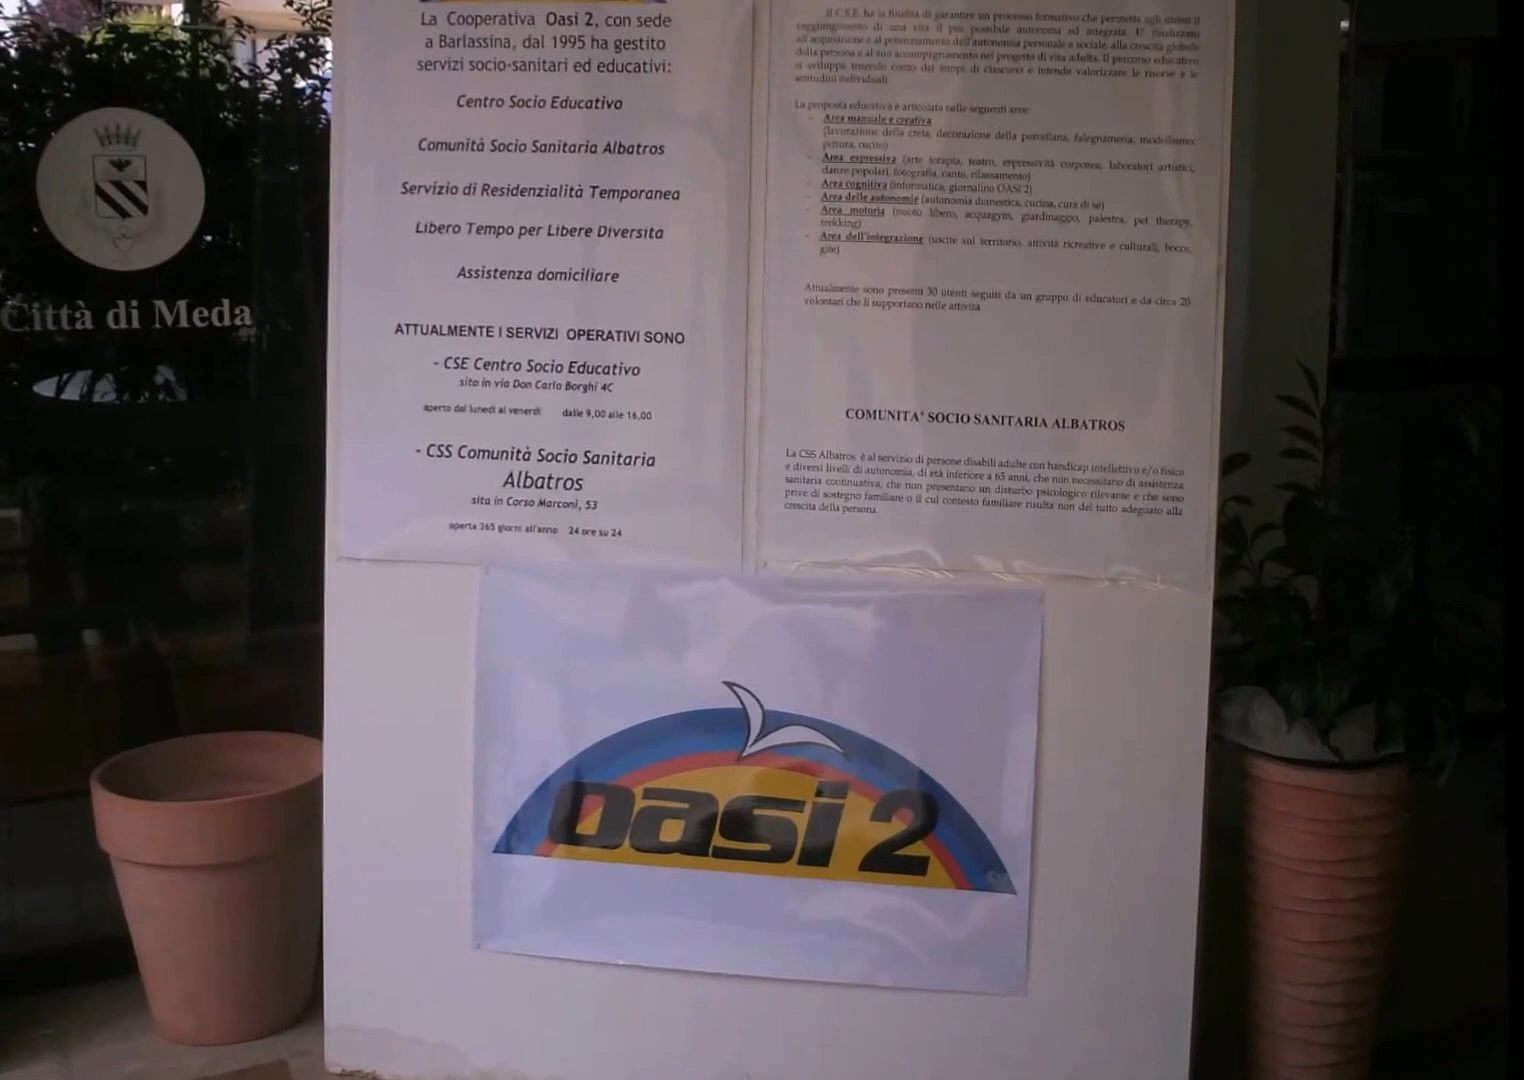 La Cooperativa Oasi 2, con sede
a Barlassina, dal 1995 ha gestito
servizi socio-sanitari ed educativi:
Centro Socio Educativo
Comunità Socio Sanitaria Albatros
Servizio di Residenzialità Temporanea
Libero Tempo per Libere Diversità
Assistenza domiciliare
ATTUALMENTE I SERVIZI OPERATIVI SONO
- CSE Centro Socio Educativo
sito in via Don Carlo Borghi 4C
aperto dal lunedì al venerdì dalle 9,00 alle 16,00
- CSS Comunità Socio Sanitaria
Albatros
sita in Corso Marconi, 53
aperta 365 giorni all'anno 24 ore su 24
Il C.S.E. ha la finalità di garantire un processo formativo che permetta agli utenti il
raggiungimento di una vita il più possibile autonoma ed integrata. E' finalizzato
all'acquisizione e al potenziamento dell'autonomia personale e sociale, alla crescita globale
della persona e al suo accompagnamento nel progetto di vita adulta. Il percorso educativo
si sviluppa tenendo conto dei tempi di ciascuno e intende valorizzare le risorse e le
attitudini individuali
La proposta educativa è articolata nelle seguenti aree:
- Area manuale e creativa
(lavorazione della creta, decorazione della porcellana, falegnameria, modellismo,
pittura, cucito)
- Area espressiva (arte terapia, teatro, espressività corporea, laboratori artistici,
danze popolari, fotografia, canto, rilassamento)
- Area cognitiva (informatica, giornalino OASI 2)
- Area delle autonomie (autonomia domestica, cucina, cura di sé)
- Area motoria (nuoto libero, acquagym, giardinaggio, palestra, pet therapy,
trekking)
- Area dell'integrazione (uscite sul territorio, attività ricreative e culturali, bocce,
gite)
Attualmente sono presenti 30 utenti seguiti da un gruppo di educatori e da circa 20
volontari che li supportano nelle attività
COMUNITA' SOCIO SANITARIA ALBATROS
La CSS Albatros è al servizio di persone disabili adulte con handicap intellettivo e/o fisico
e diversi livelli di autonomia, di età inferiore a 65 anni, che non necessitano di assistenza
sanitaria continuativa, che non presentano un disturbo psicologico rilevante e che sono
prive di sostegno familiare o il cui contesto familiare risulta non del tutto adeguato alla
crescita della persona.
Città di Meda
oasi 2